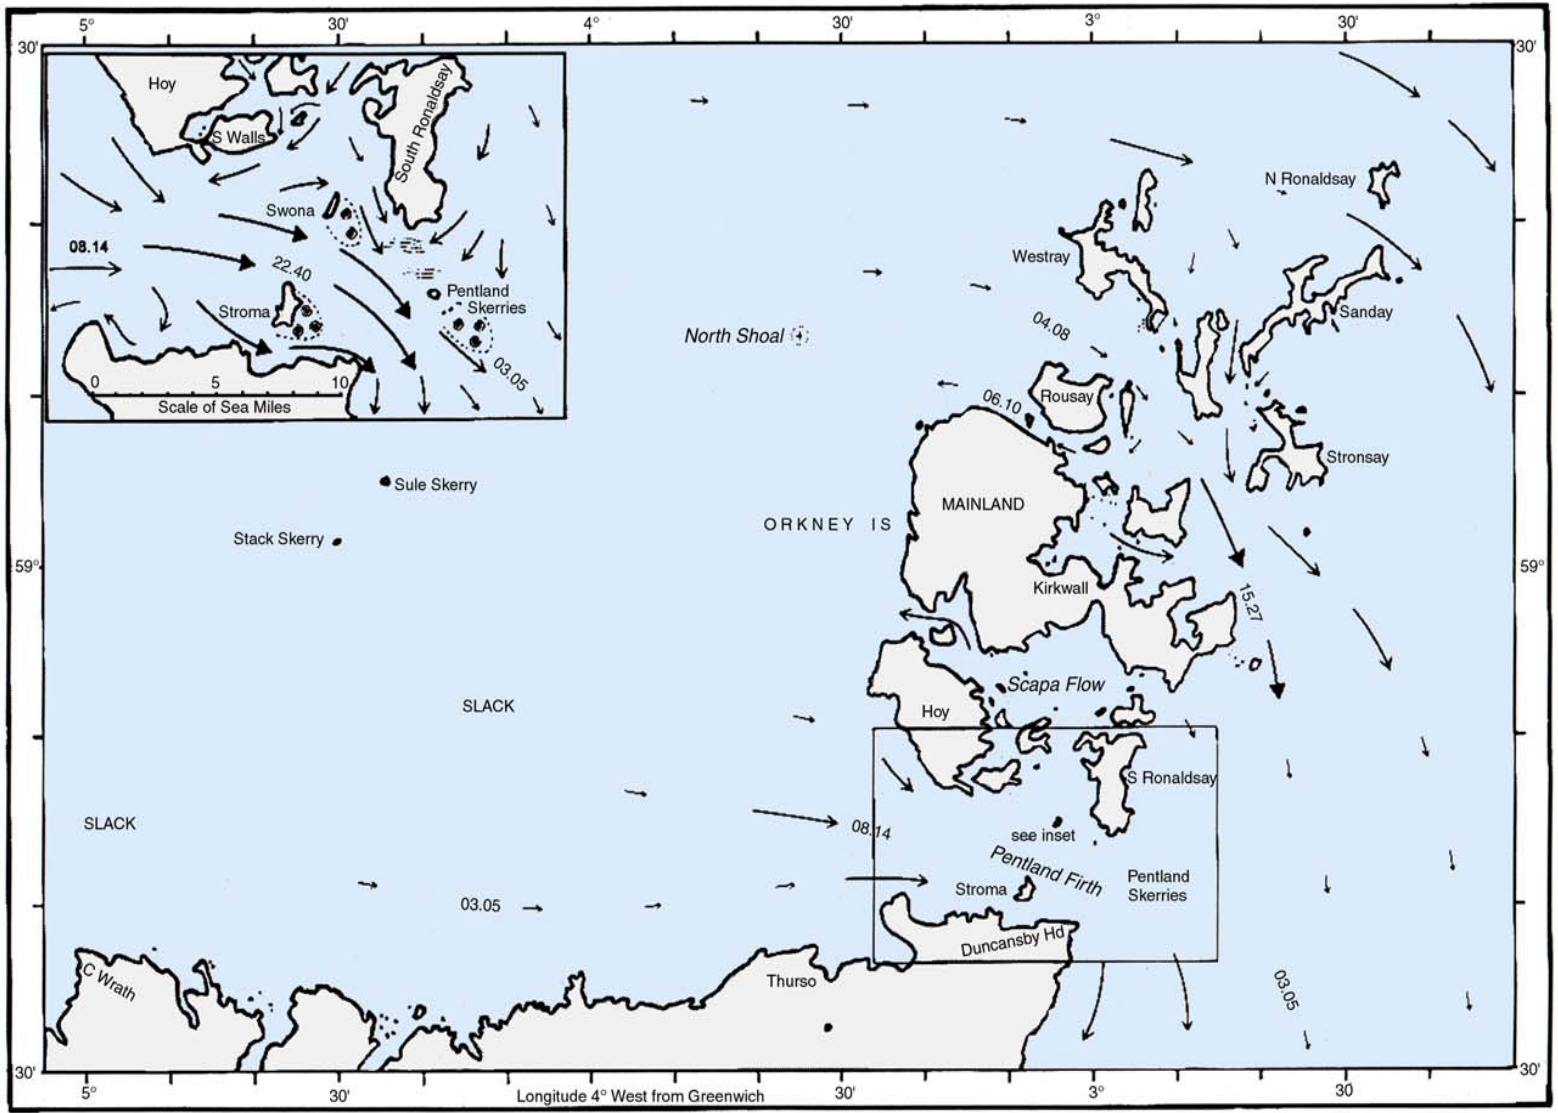 5°
30'
4°
30'
3°
30'
30'
30'
Hoy
S Walls
South Ronaldsay
Swona
08.14
22.40
Stroma
Pentland
Skerries
03.05
0
5
10
Scale of Sea Miles
N Ronaldsay
Westray
Sanday
North Shoal
04.08
Rousay
06.10
Stronsay
Sule Skerry
MAINLAND
ORKNEY IS
Stack Skerry
59°
59°
Kirkwall
15.27
Scapa Flow
SLACK
Hoy
S Ronaldsay
SLACK
08.14
see inset
Pentland Firth
Pentland
Skerries
Stroma
03.05
Duncansby Hd
C Wrath
Thurso
03.05
30'
30'
5°
30'
Longitude 4° West from Greenwich
30'
3°
30